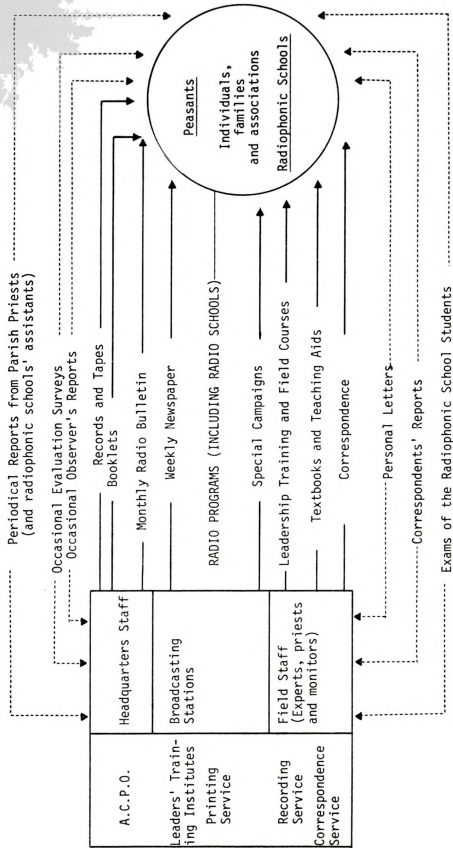 Periodical Reports from Parish Priests
(and radiophonic schools' assistants)
Occasional Evaluation Surveys
Occasional Observer's Reports
Records and Tapes
Booklets
Monthly Radio Bulletin
Weekly Newspaper
RADIO PROGRAMS (INCLUDING RADIO SCHOOLS)
Special Campaigns
Leadership Training and Field Courses
Textbooks and Teaching Aids
Correspondence
Personal Letters
Correspondents' Reports
Exams of the Radiophonic School Students
A.C.P.O.
Leaders' Train-
ing Institutes
Printing
Service
Recording
Service
Correspondence
Service
Headquarters Staff
Broadcasting
Stations
Field Staff
(Experts, priests
and monitors)
Peasants
Individuals,
families
and associations
Radiophonic Schools